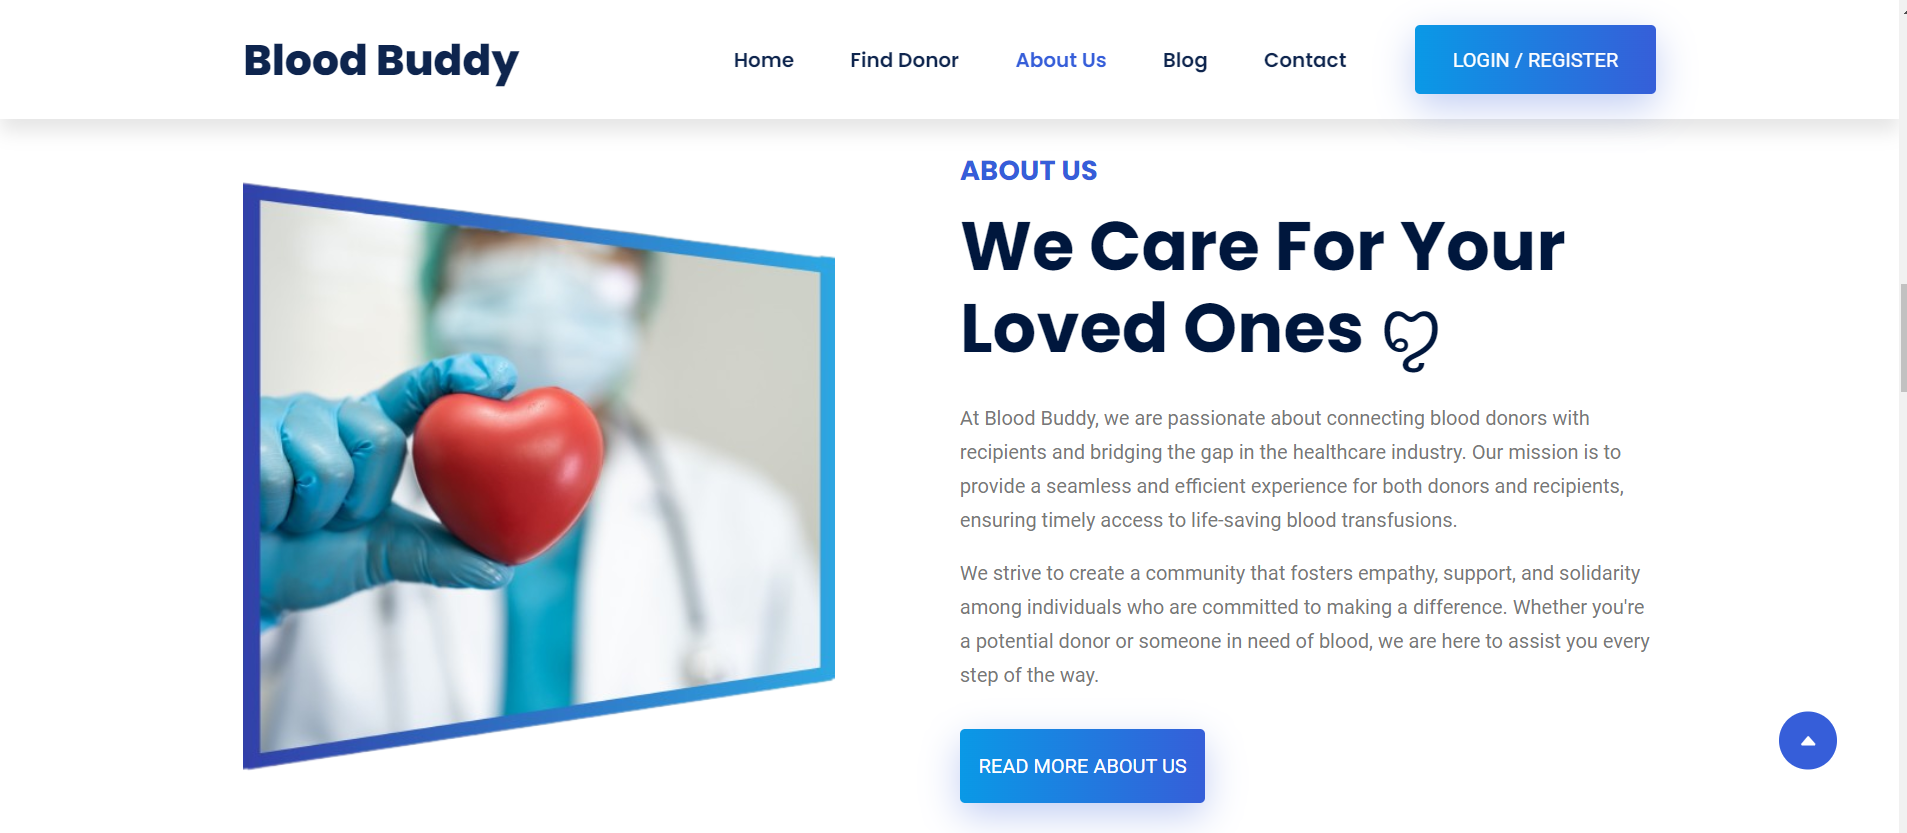 Blood Buddy
Home
Find Donor
About Us
Blog
Contact
LOGIN / REGISTER
ABOUT US
We Care For Your
Loved Ones ღ
At Blood Buddy, we are passionate about connecting blood donors with
recipients and bridging the gap in the healthcare industry. Our mission is to
provide a seamless and efficient experience for both donors and recipients,
ensuring timely access to life-saving blood transfusions.
We strive to create a community that fosters empathy, support, and solidarity
among individuals who are committed to making a difference. Whether you're
a potential donor or someone in need of blood, we are here to assist you every
step of the way.
READ MORE ABOUT US